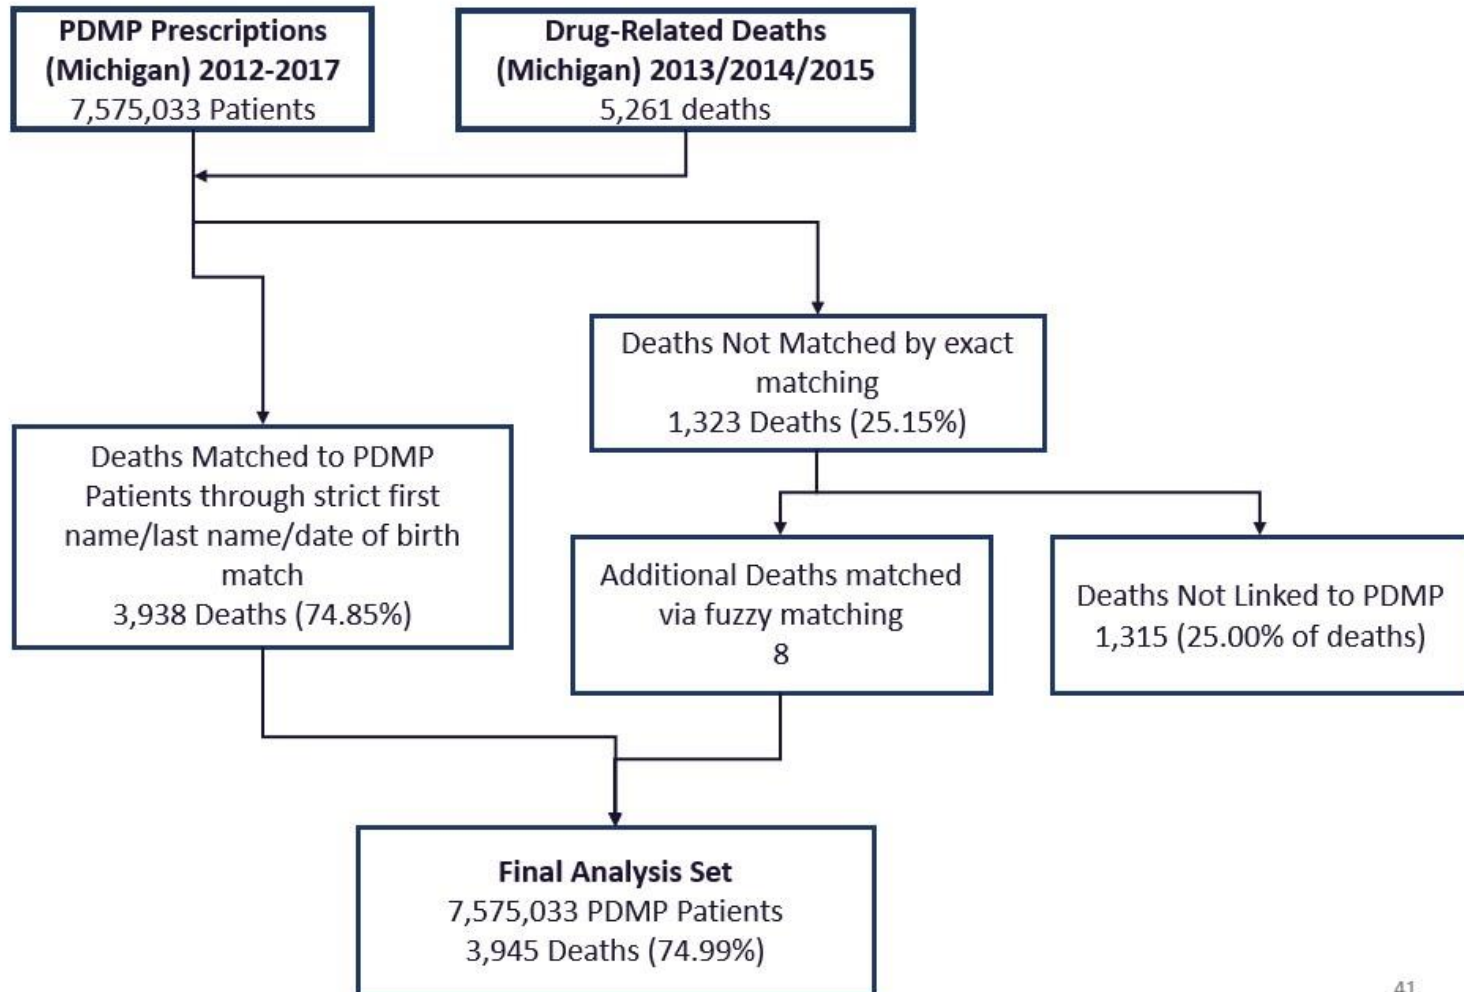 PDMP Prescriptions
(Michigan) 2012-2017
7,575,033 Patients
Drug-Related Deaths
(Michigan) 2013/2014/2015
5,261 deaths
Deaths Not Matched by exact
matching
1,323 Deaths (25.15%)
Deaths Matched to PDMP
Patients through strict first
name/last name/date of birth
match
3,938 Deaths (74.85%)
Additional Deaths matched
via fuzzy matching
8
Deaths Not Linked to PDMP
1,315 (25.00% of deaths)
Final Analysis Set
7,575,033 PDMP Patients
3,945 Deaths (74.99%)
41